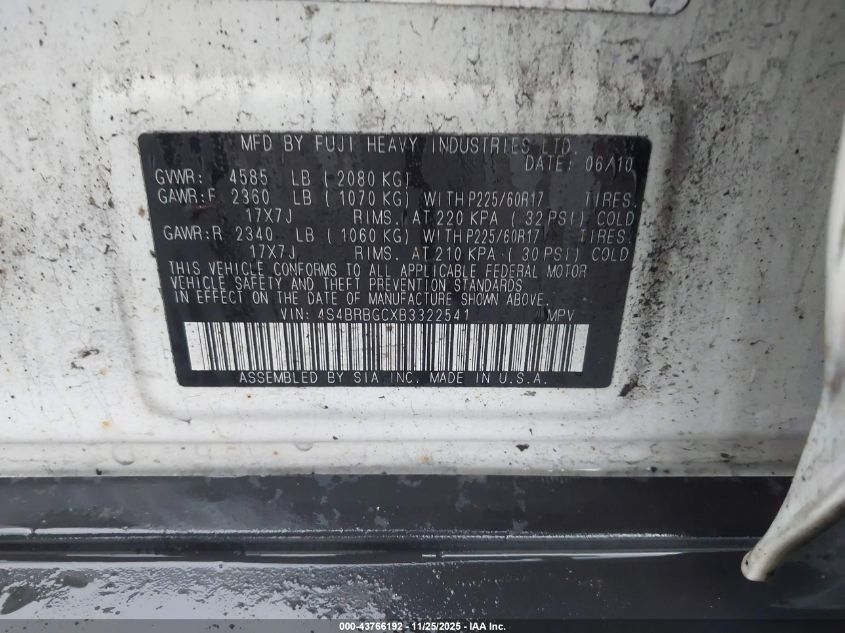 MFD BY FUJI HEAVY INDUSTRIES LTD.
DATE: 06/10
GVWR: 4585 LB ( 2080 KG)
GAWR:F 2360 LB ( 1070 KG) WITH P225/60R17 TIRES,
17X7J RIMS, AT 220 KPA ( 32 PSI) COLD
GAWR:R 2340 LB ( 1060 KG) WITH P225/60R17 TIRES,
17X7J RIMS, AT 210 KPA ( 30 PSI) COLD
THIS VEHICLE CONFORMS TO ALL APPLICABLE FEDERAL MOTOR
VEHICLE SAFETY AND THEFT PREVENTION STANDARDS
IN EFFECT ON THE DATE OF MANUFACTURE SHOWN ABOVE.
VIN: 4S4BRBGCXB3322541 MPV
ASSEMBLED BY SIA INC. MADE IN U.S.A.
000-43766192 - 11/25/2025 - IAA Inc.